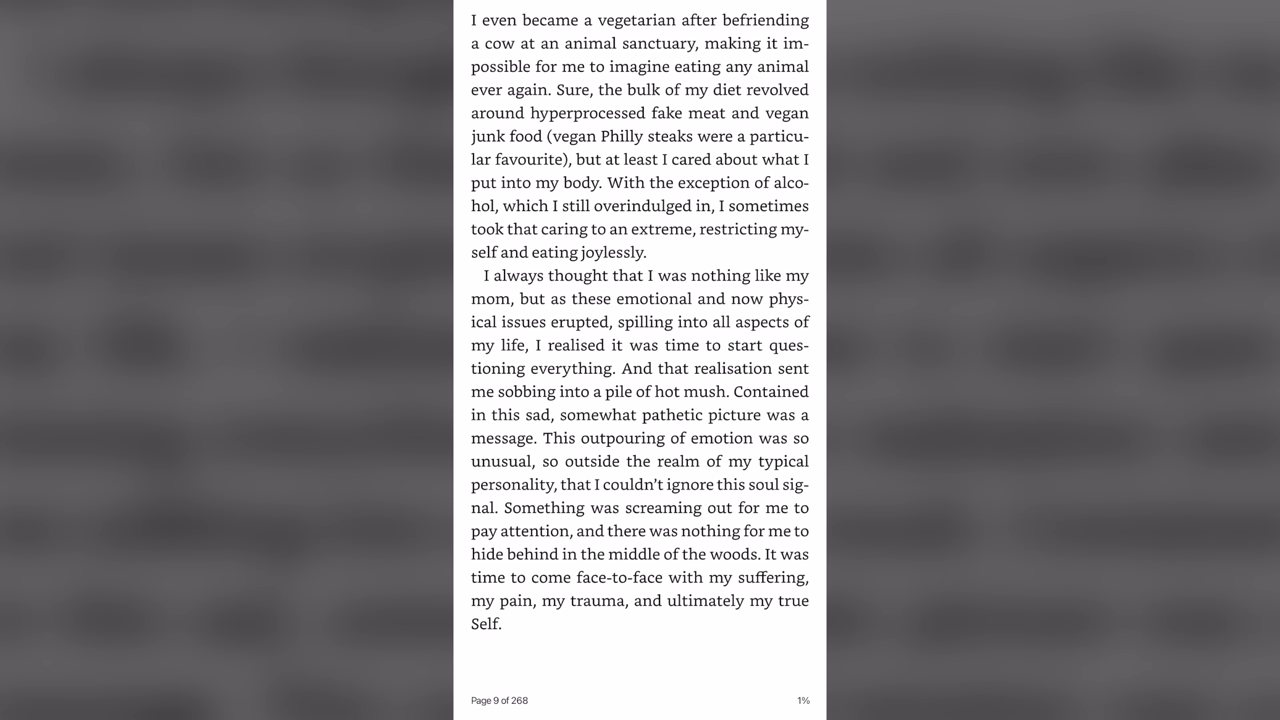 I even became a vegetarian after befriending
a cow at an animal sanctuary, making it im-
possible for me to imagine eating any animal
ever again. Sure, the bulk of my diet revolved
around hyperprocessed fake meat and vegan
junk food (vegan Philly steaks were a particu-
lar favourite), but at least I cared about what I
put into my body. With the exception of alco-
hol, which I still overindulged in, I sometimes
took that caring to an extreme, restricting my-
self and eating joylessly.
I always thought that I was nothing like my
mom, but as these emotional and now phys-
ical issues erupted, spilling into all aspects of
my life, I realised it was time to start ques-
tioning everything. And that realisation sent
me sobbing into a pile of hot mush. Contained
in this sad, somewhat pathetic picture was a
message. This outpouring of emotion was so
unusual, so outside the realm of my typical
personality, that I couldn’t ignore this soul sig-
nal. Something was screaming out for me to
pay attention, and there was nothing for me to
hide behind in the middle of the woods. It was
time to come face-to-face with my suffering,
my pain, my trauma, and ultimately my true
Self.
Page 9 of 268
1%